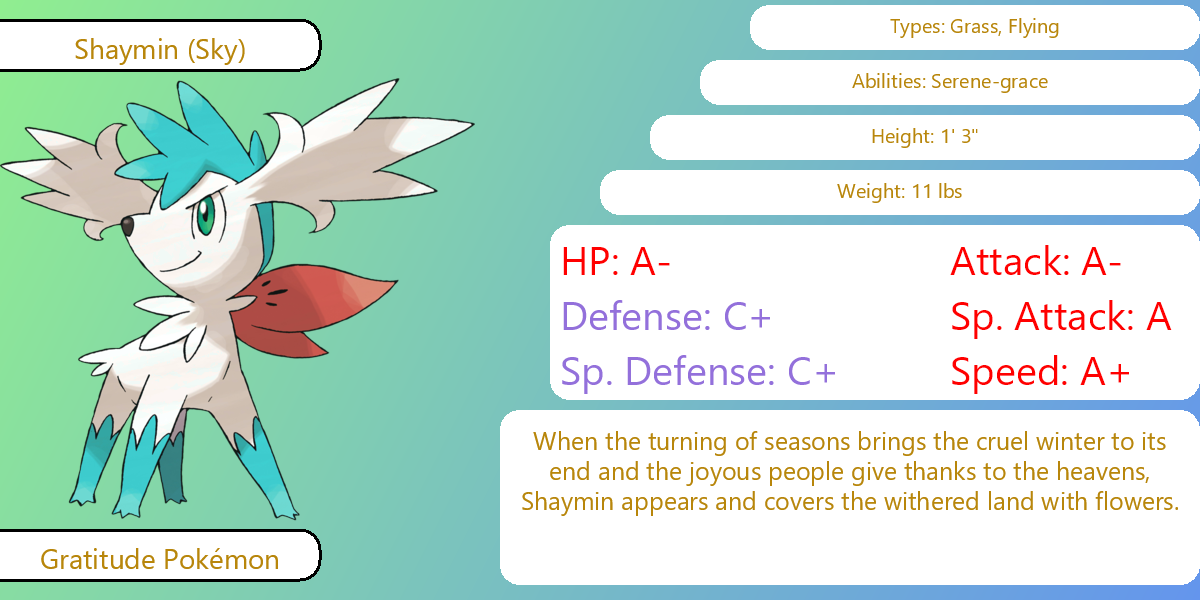 Shaymin (Sky)
Types: Grass, Flying
Abilities: Serene-grace
Height: 1' 3"
Weight: 11 lbs
HP: A-
Attack: A-
Defense: C+
Sp. Attack: A
Sp. Defense: C+
Speed: A+
When the turning of seasons brings the cruel winter to its
end and the joyous people give thanks to the heavens,
Shaymin appears and covers the withered land with flowers.
Gratitude Pokémon